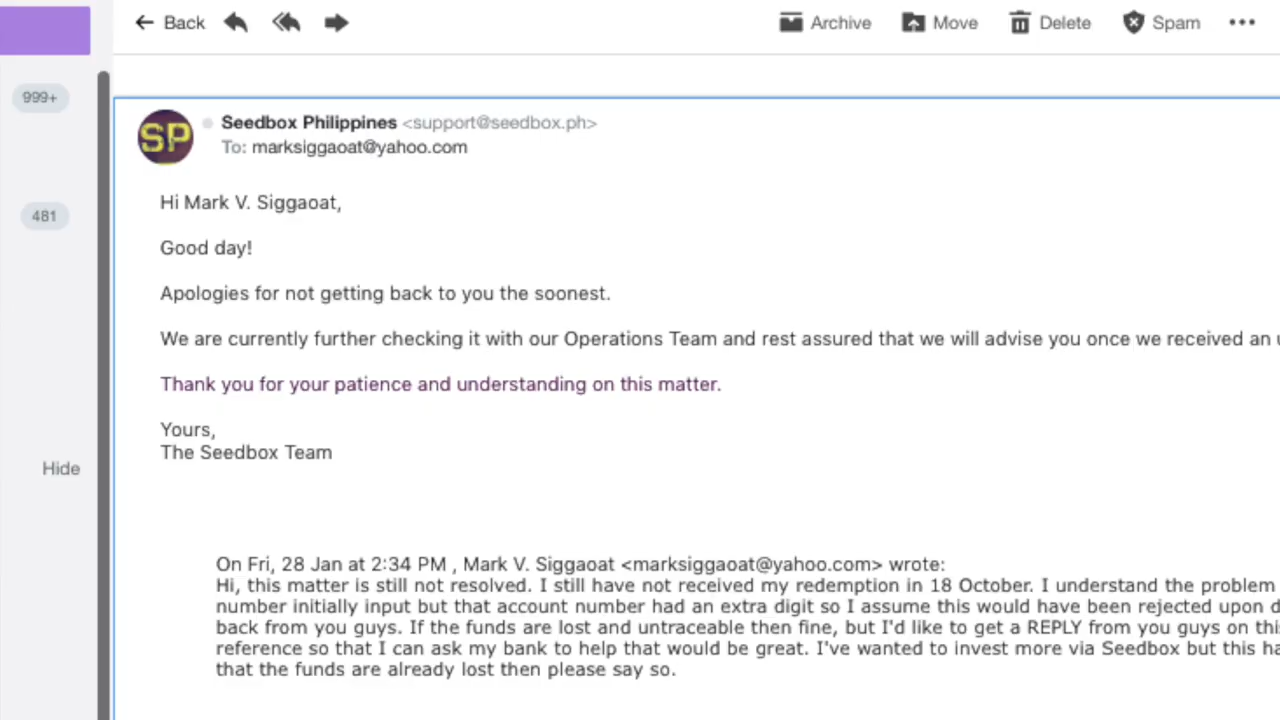 Back
Archive
Move
Delete
Spam
999+
SP
Seedbox Philippines <support@seedbox.ph>
To: marksiggaoat@yahoo.com
Hi Mark V. Siggaoat,
481
Good day!
Apologies for not getting back to you the soonest.
We are currently further checking it with our Operations Team and rest assured that we will advise you once we received an
Thank you for your patience and understanding on this matter.
Yours,
The Seedbox Team
Hide
On Fri, 28 Jan at 2:34 PM , Mark V. Siggaoat <marksiggaoat@yahoo.com> wrote:
Hi, this matter is still not resolved. I still have not received my redemption in 18 October. I understand the problem
number initially input but that account number had an extra digit so I assume this would have been rejected upon
back from you guys. If the funds are lost and untraceable then fine, but I'd like to get a REPLY from you guys on
reference so that I can ask my bank to help that would be great. I've wanted to invest more via Seedbox but this
that the funds are already lost then please say so.